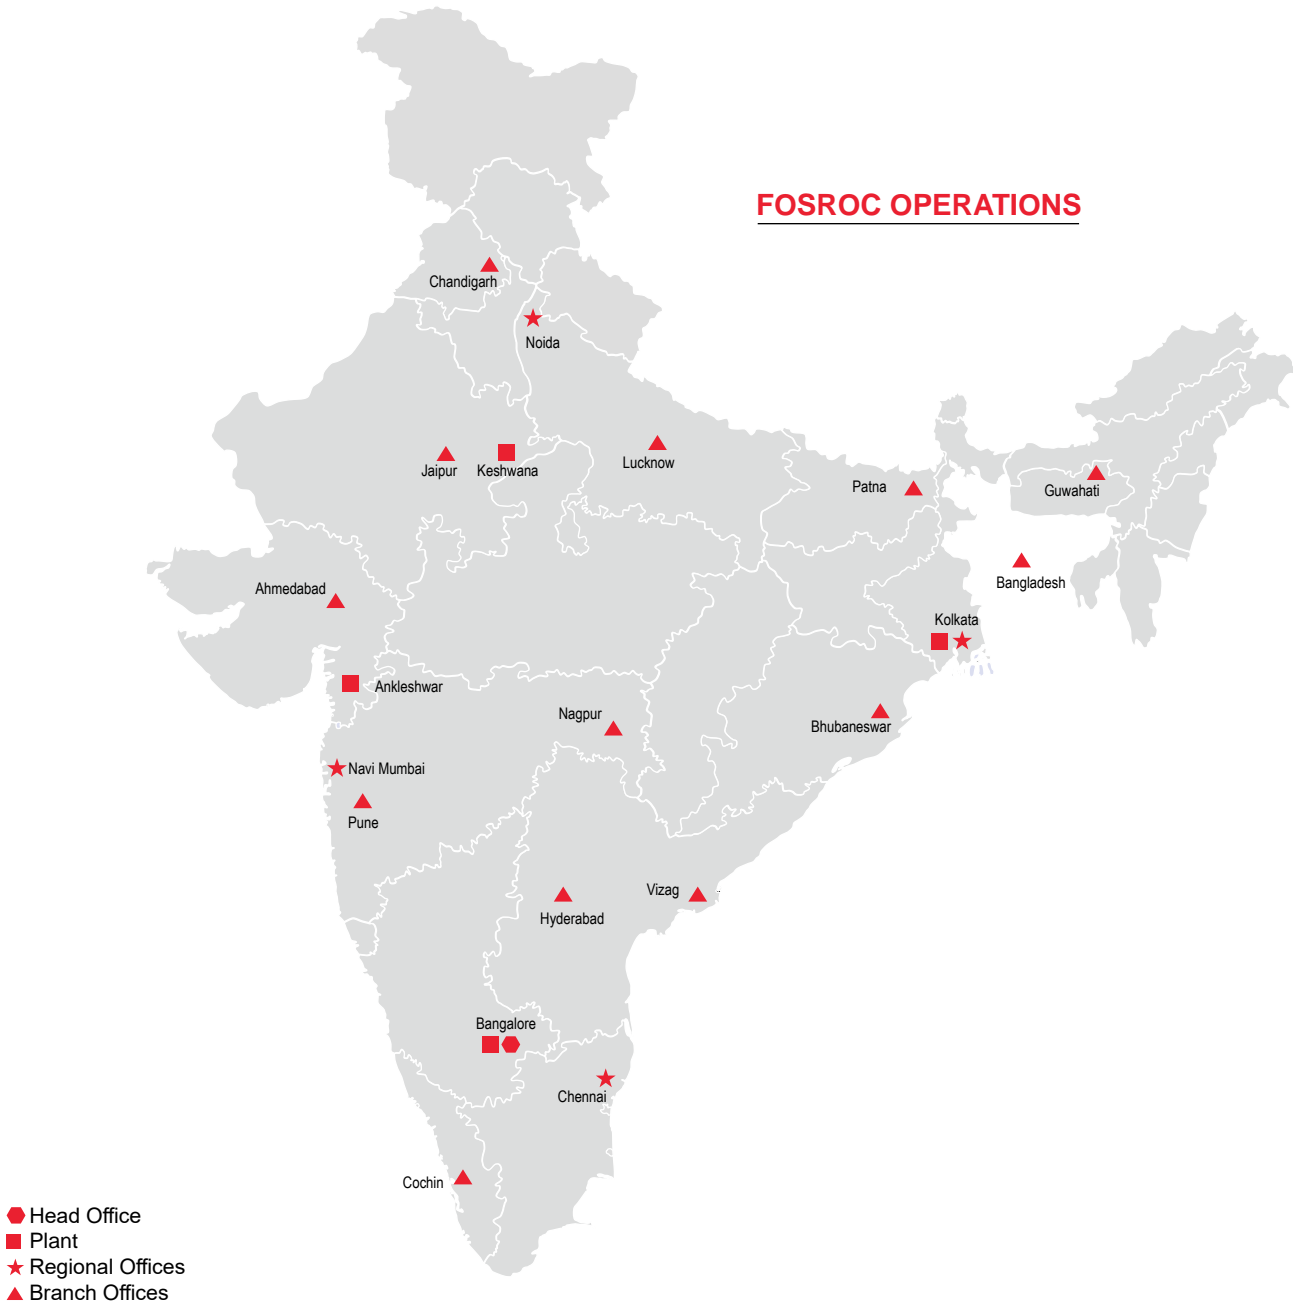 FOSROC OPERATIONS
Chandigarh
Noida
Lucknow
Jaipur
Keshwana
Patna
Guwahati
Bangladesh
Ahmedabad
Kolkata
Ankleshwar
Nagpur
Bhubaneswar
Navi Mumbai
Pune
Vizag
Hyderabad
Bangalore
Chennai
Cochin
Head Office
Plant
Regional Offices
Branch Offices